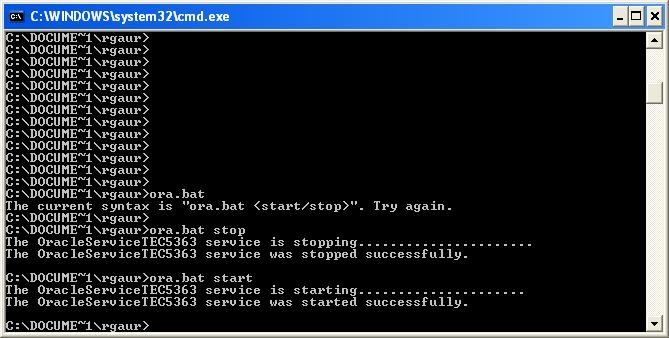 C:\WINDOWS\system32\cmd.exe
C:\DOCUME~1\rgaur>
C:\DOCUME~1\rgaur>
C:\DOCUME~1\rgaur>
C:\DOCUME~1\rgaur>
C:\DOCUME~1\rgaur>
C:\DOCUME~1\rgaur>
C:\DOCUME~1\rgaur>
C:\DOCUME~1\rgaur>
C:\DOCUME~1\rgaur>
C:\DOCUME~1\rgaur>
C:\DOCUME~1\rgaur>
C:\DOCUME~1\rgaur>
C:\DOCUME~1\rgaur>
C:\DOCUME~1\rgaur>ora.bat
The current syntax is "ora.bat <start/stop>". Try again.
C:\DOCUME~1\rgaur>
C:\DOCUME~1\rgaur>ora.bat stop
The OracleServiceTEC5363 service is stopping......................
The OracleServiceTEC5363 service was stopped successfully.
C:\DOCUME~1\rgaur>ora.bat start
The OracleServiceTEC5363 service is starting.....................
The OracleServiceTEC5363 service was started successfully.
C:\DOCUME~1\rgaur>